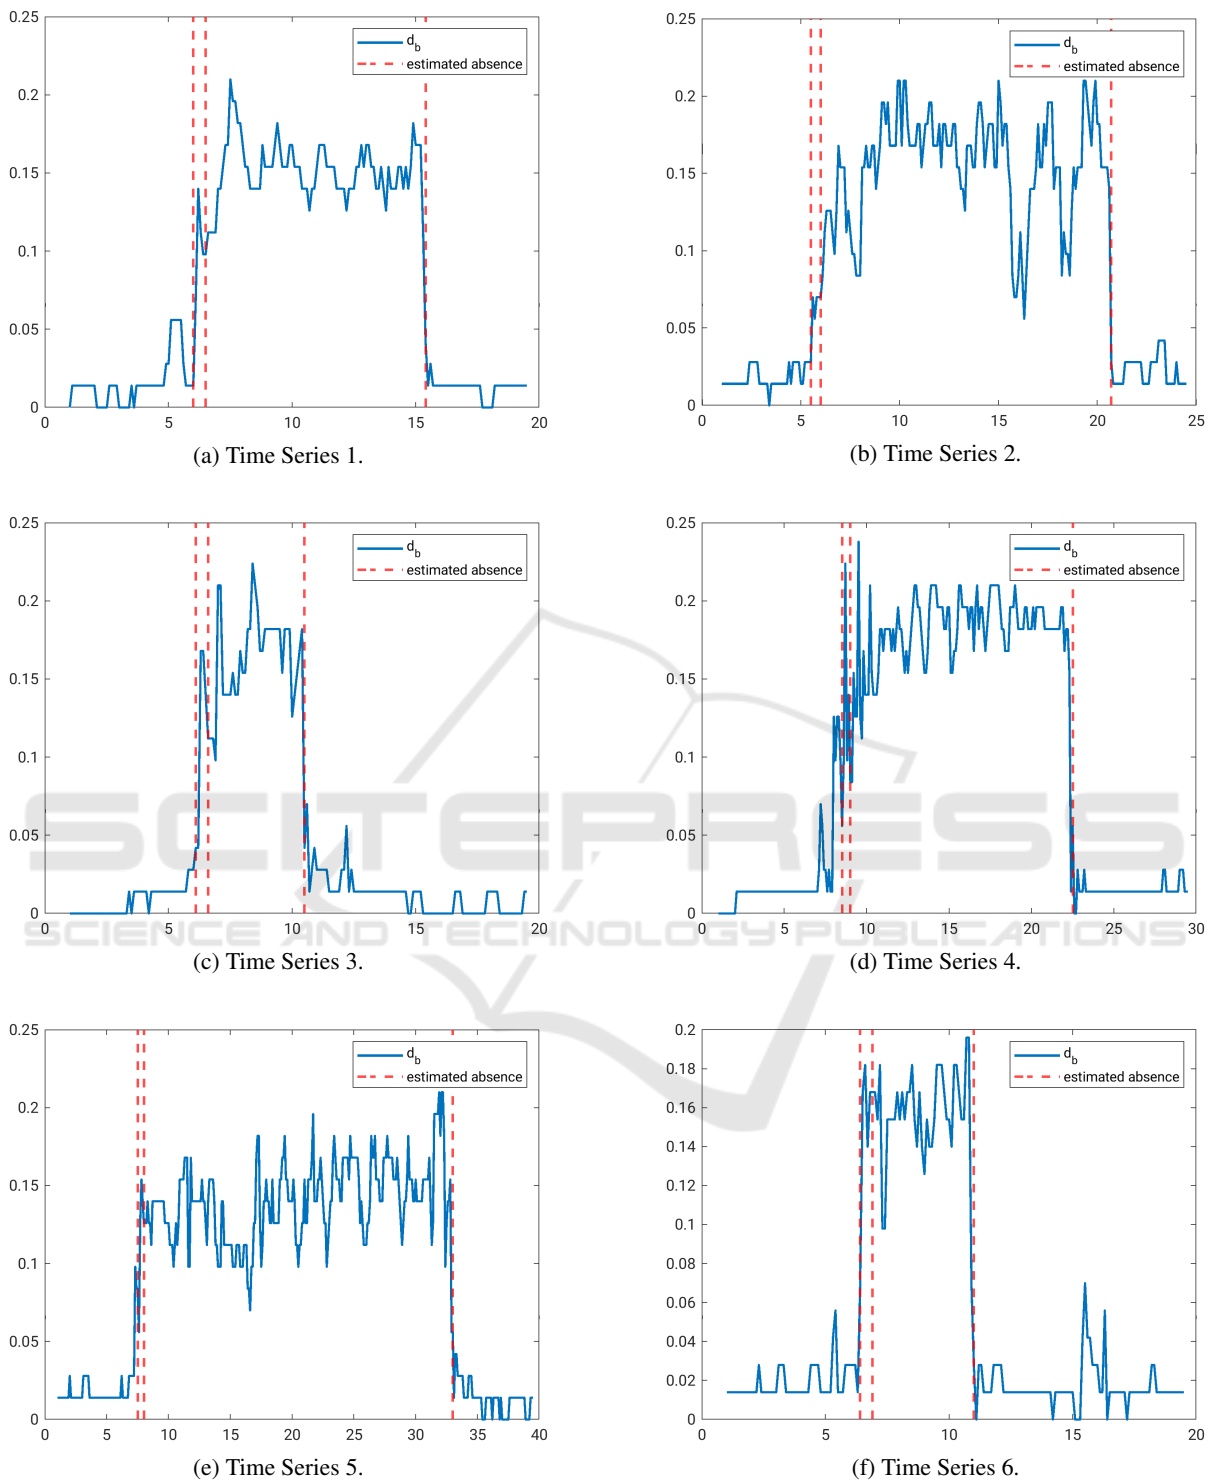 0.25
0.2
0.15
0.1
0.05
0
0 5 10 15 20
d_b
estimated absence
(a) Time Series 1.
0.25
0.2
0.15
0.1
0.05
0
0 5 10 15 20 25
d_b
estimated absence
(b) Time Series 2.
0.25
0.2
0.15
0.1
0.05
0
0 5 10 15 20
d_b
estimated absence
(c) Time Series 3.
0.25
0.2
0.15
0.1
0.05
0
0 5 10 15 20 25 30
d_b
estimated absence
(d) Time Series 4.
SCITEPRESS
SCIENCE AND TECHNOLOGY PUBLICATIONS
0.25
0.2
0.15
0.1
0.05
0
0 5 10 15 20 25 30 35 40
d_b
estimated absence
(e) Time Series 5.
0.2
0.18
0.16
0.14
0.12
0.1
0.08
0.06
0.04
0.02
0
0 5 10 15 20
d_b
estimated absence
(f) Time Series 6.